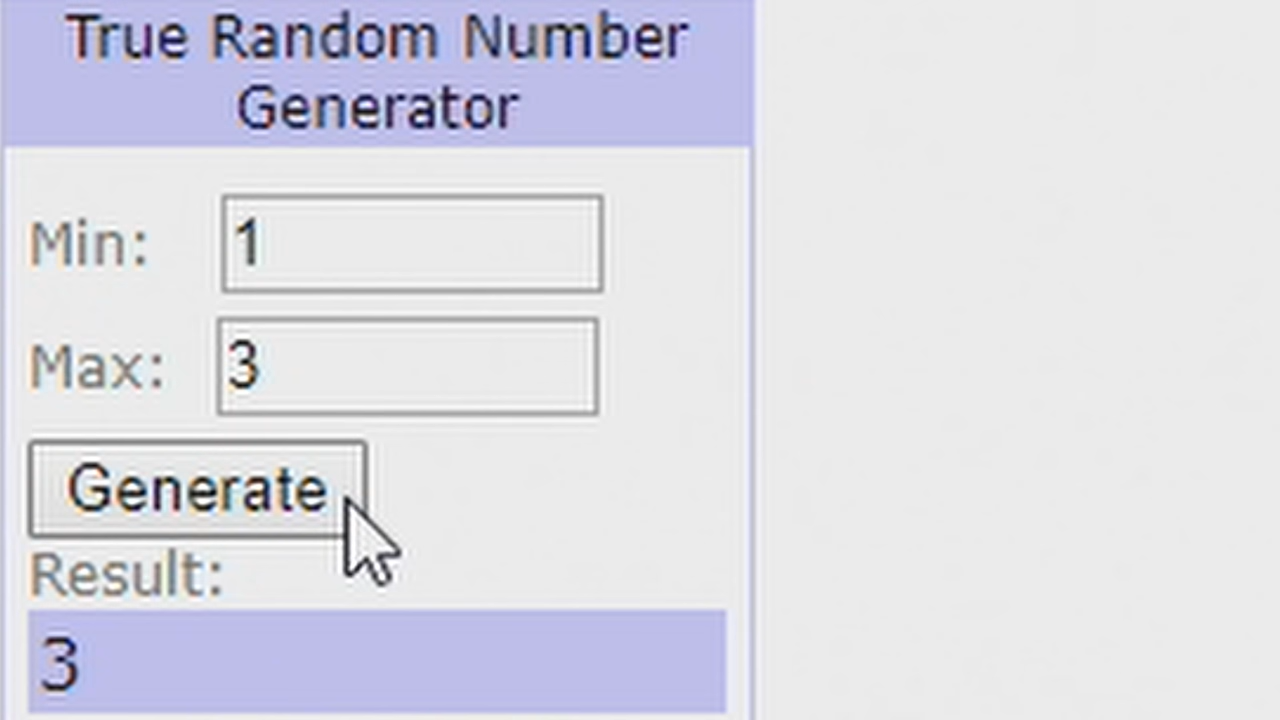 True Random Number
Generator
Min: 1
Max: 3
Generate
Result:
3